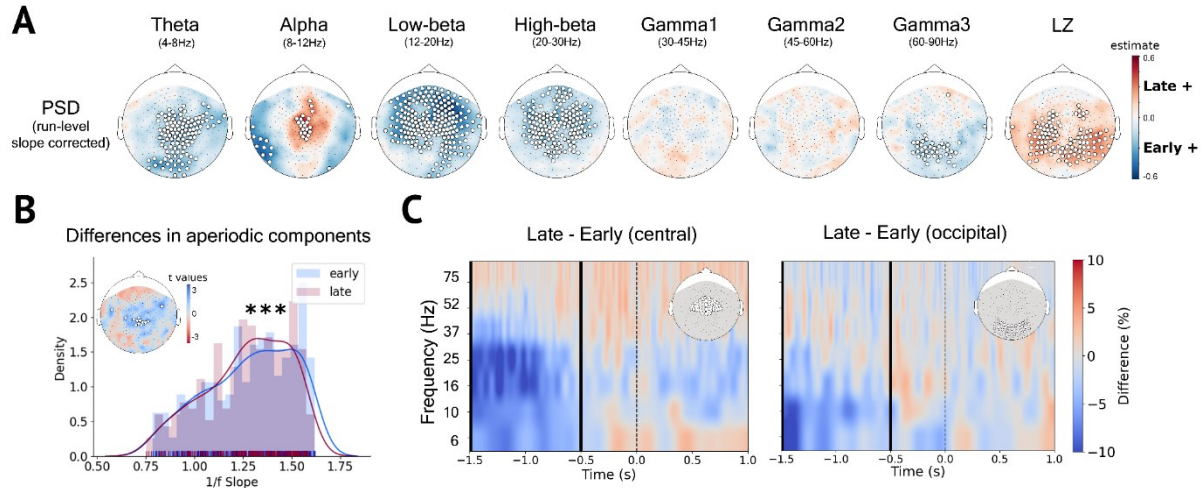 A
Theta
(4-8Hz)
Alpha
(8-12Hz)
Low-beta
(12-20Hz)
High-beta
(20-30Hz)
Gamma1
(30-45Hz)
Gamma2
(45-60Hz)
Gamma3
(60-90Hz)
LZ
PSD
(run-level
slope corrected)
estimate
0.6
Late +
0.0
Early +
-0.6
B
Differences in aperiodic components
t values
3
-3
early
late
***
Density
2.5
2.0
1.5
1.0
0.5
0.0
0.50 0.75 1.00 1.25 1.50 1.75
1/f Slope
C
Late - Early (central)
Late - Early (occipital)
Frequency (Hz)
75
52
37
25
16
10
6
−1.5 −1.0 −0.5 0.0 0.5 1.0
Time (s)
−1.5 −1.0 −0.5 0.0 0.5 1.0
Time (s)
10
5
0
−5
−10
Difference (%)